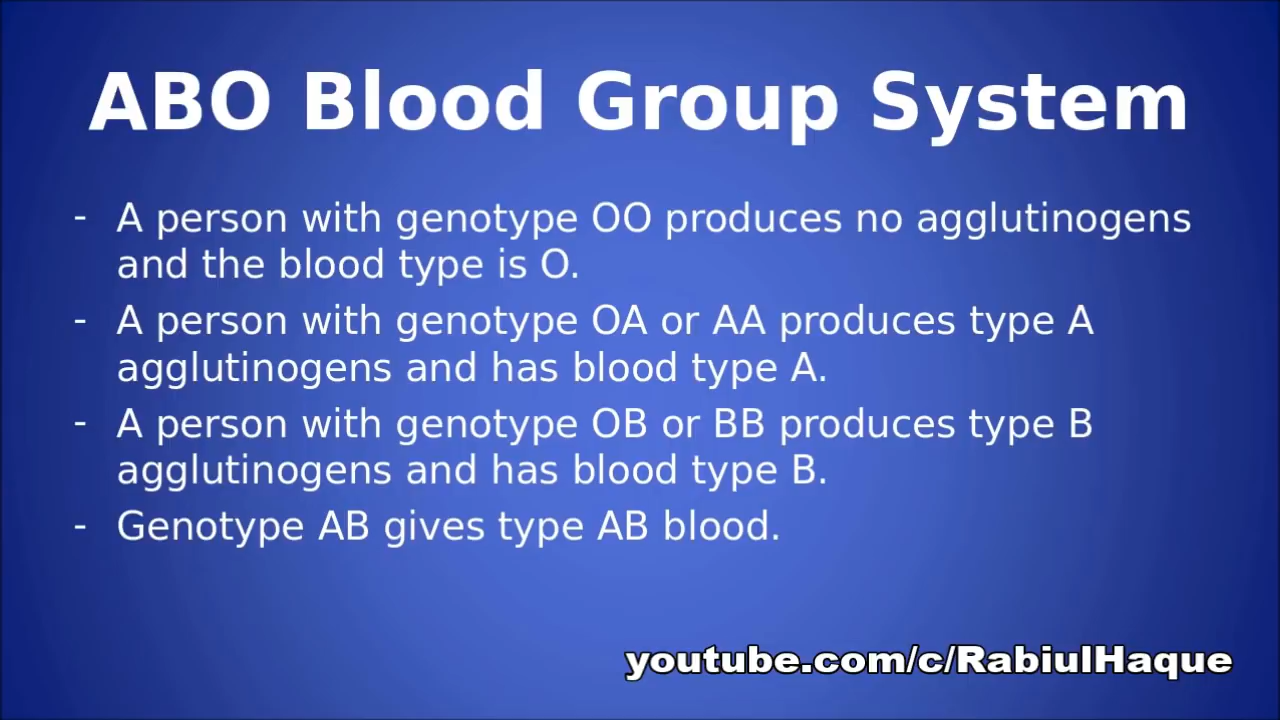 ABO Blood Group System
- A person with genotype OO produces no agglutinogens
and the blood type is O.
- A person with genotype OA or AA produces type A
agglutinogens and has blood type A.
- A person with genotype OB or BB produces type B
agglutinogens and has blood type B.
- Genotype AB gives type AB blood.
youtube.com/c/RabiulHaque